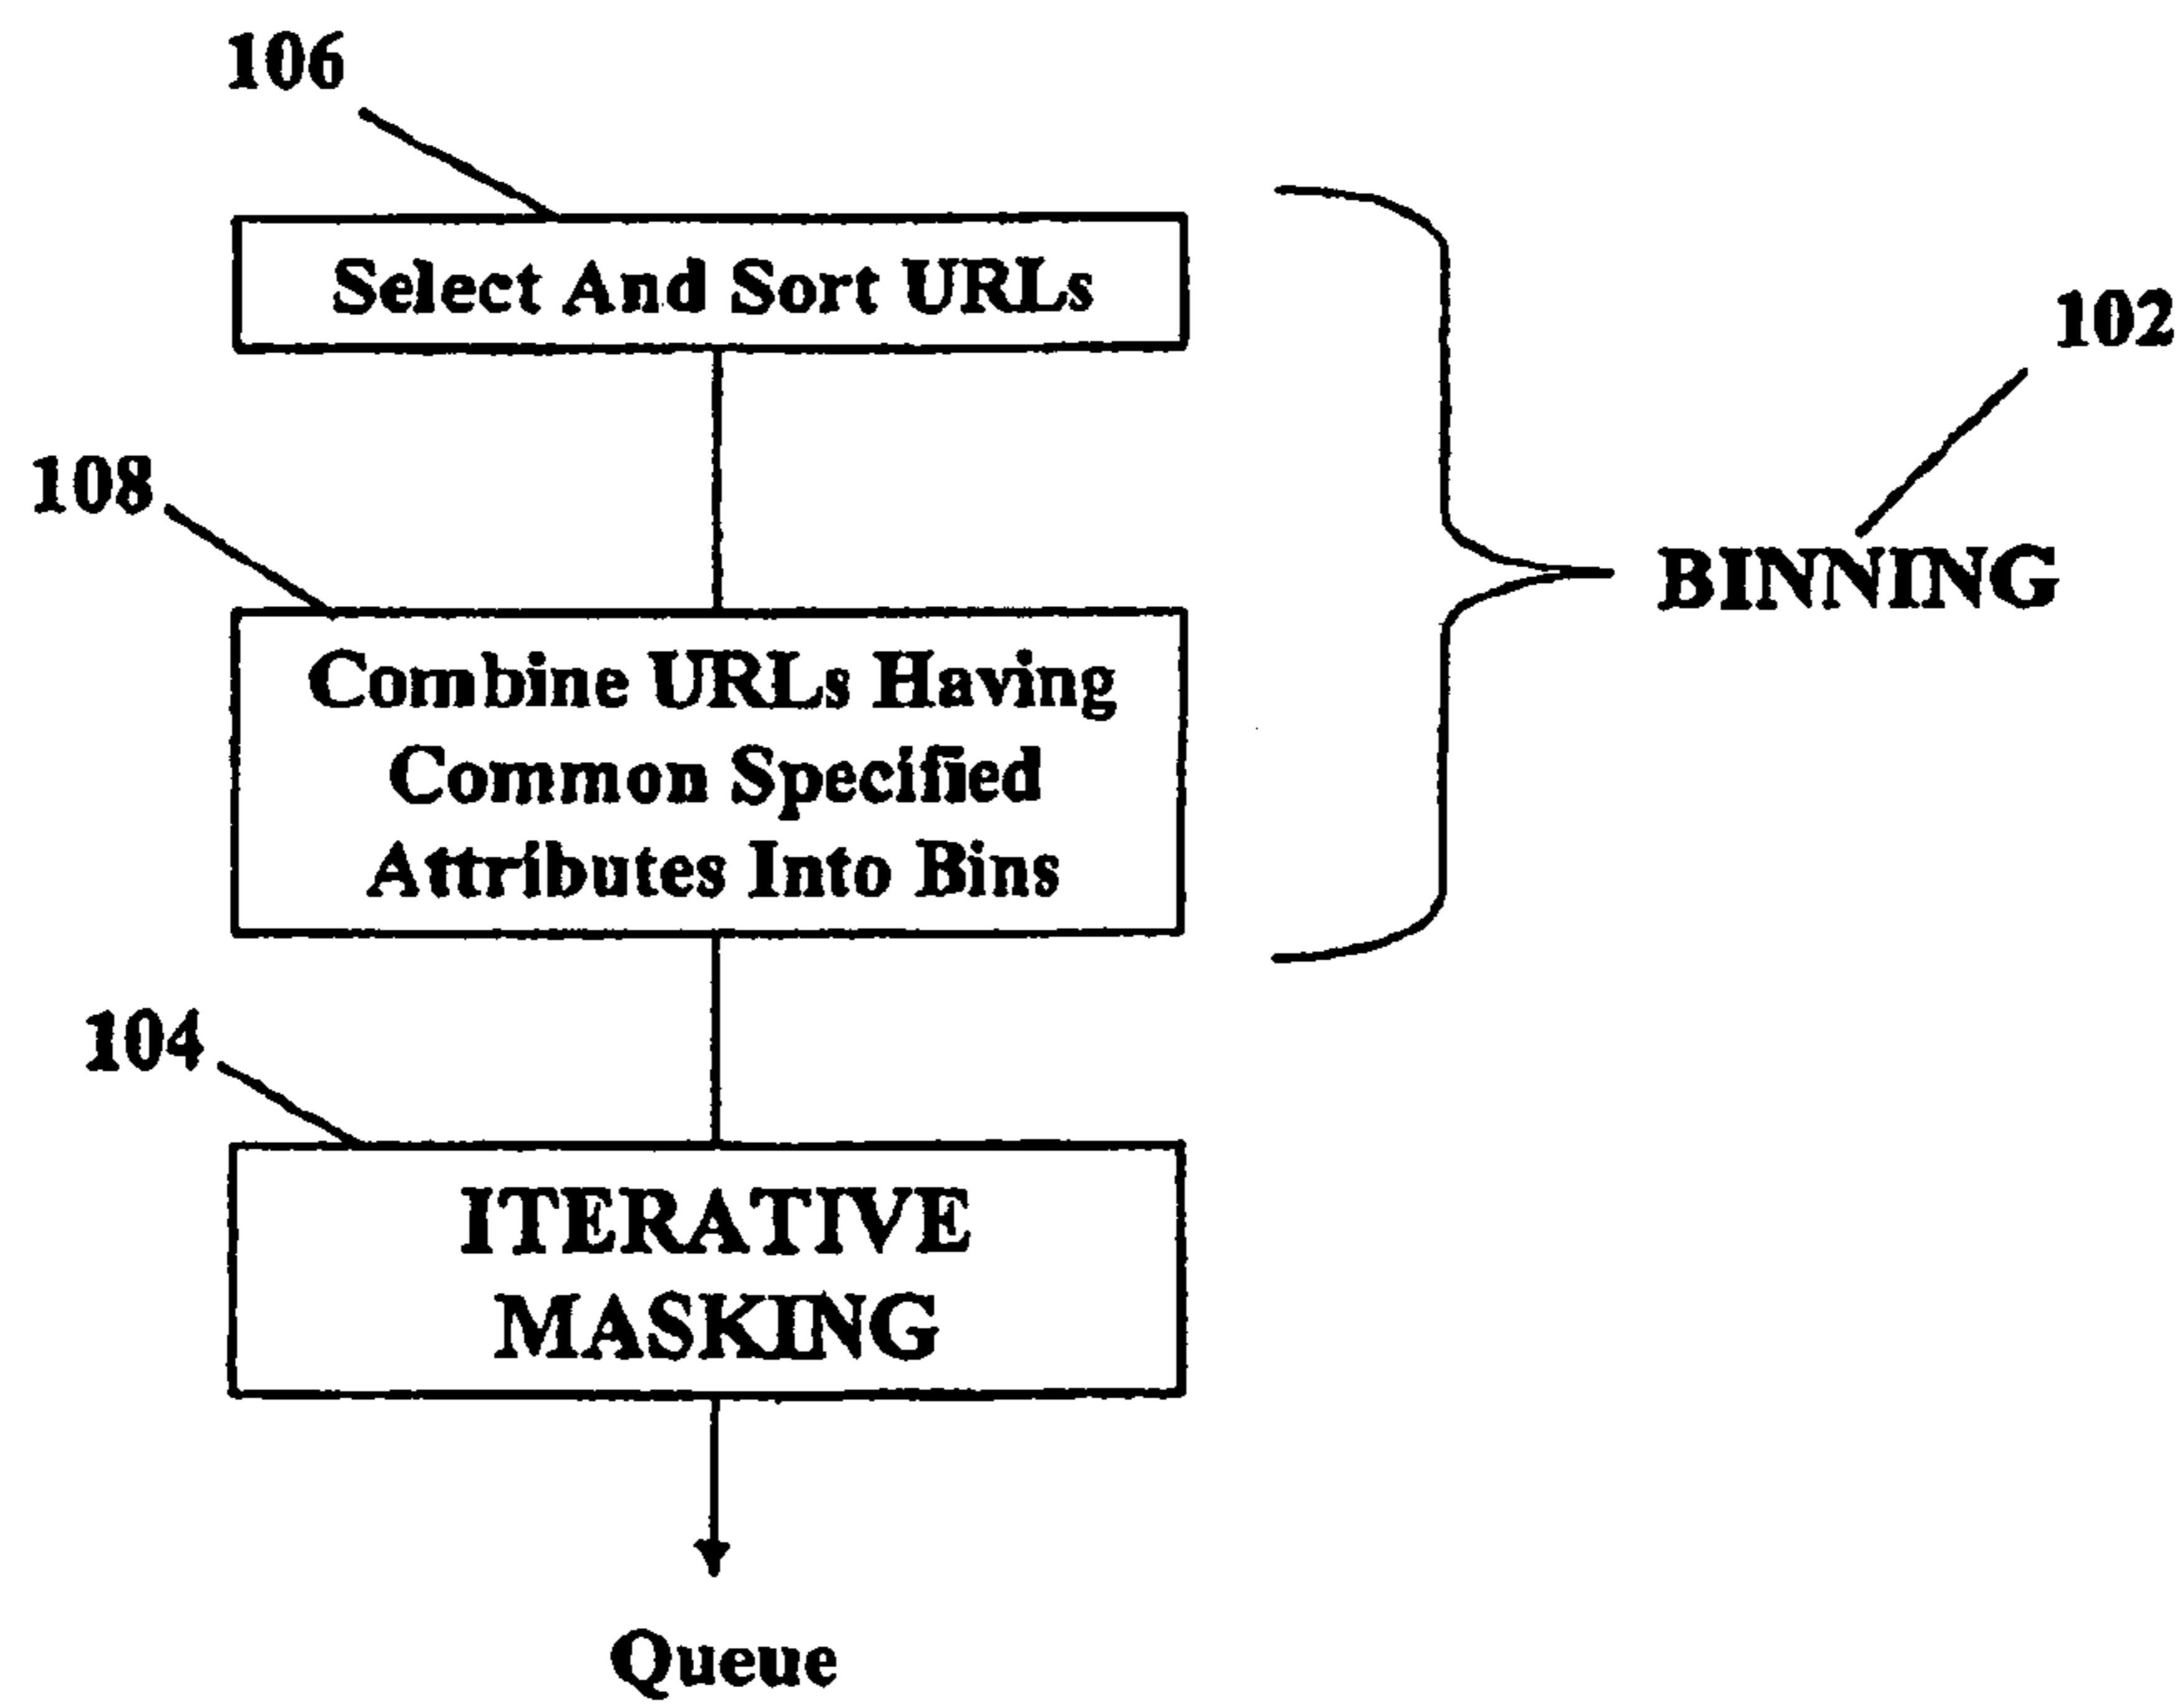 106
Select And Sort URLs
102
108
BINNING
Combine URLs Having
Common Specified
Attributes Into Bins
104
ITERATIVE
MASKING
Queue